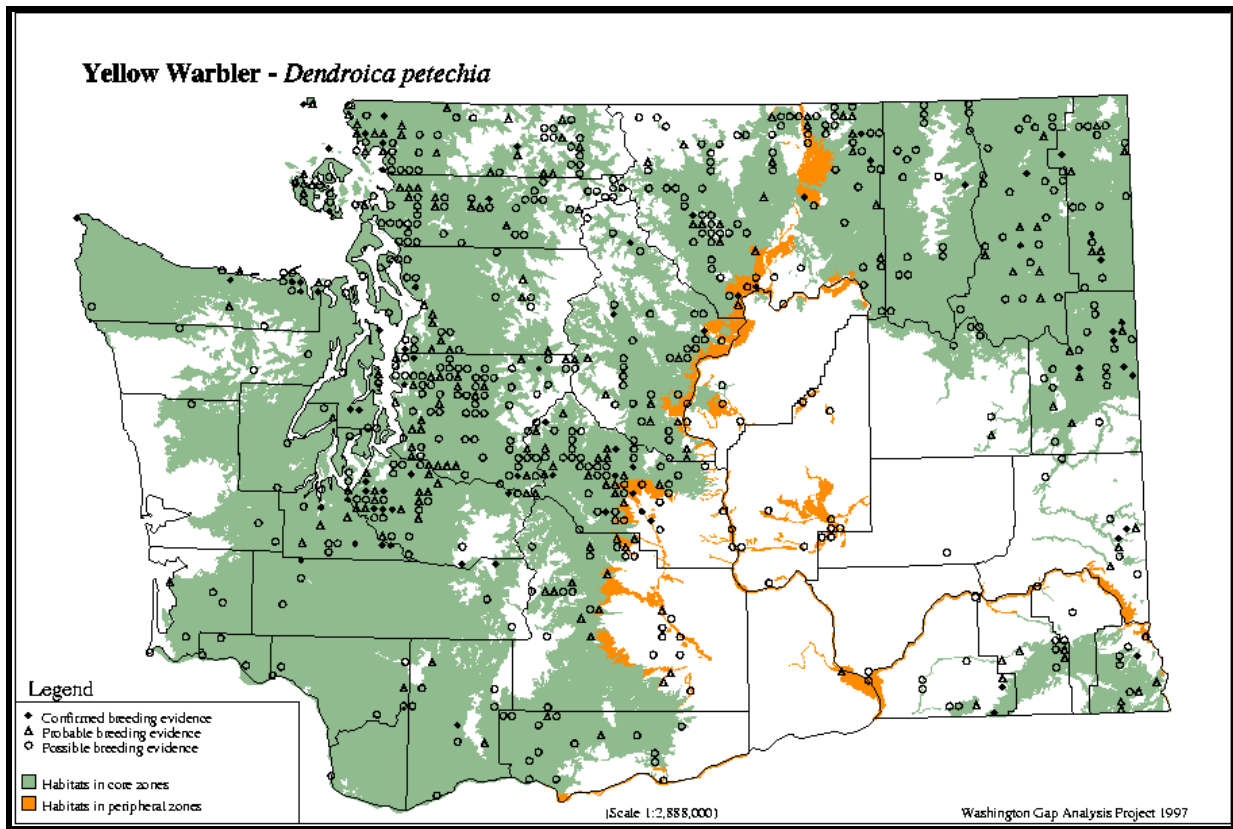 Yellow Warbler - Dendroica petechia
Legend
Confirmed breeding evidence
Probable breeding evidence
Possible breeding evidence
Habitats in core zones
Habitats in peripheral zones
(Scale 1:2,888,000)
Washington Gap Analysis Project 1997